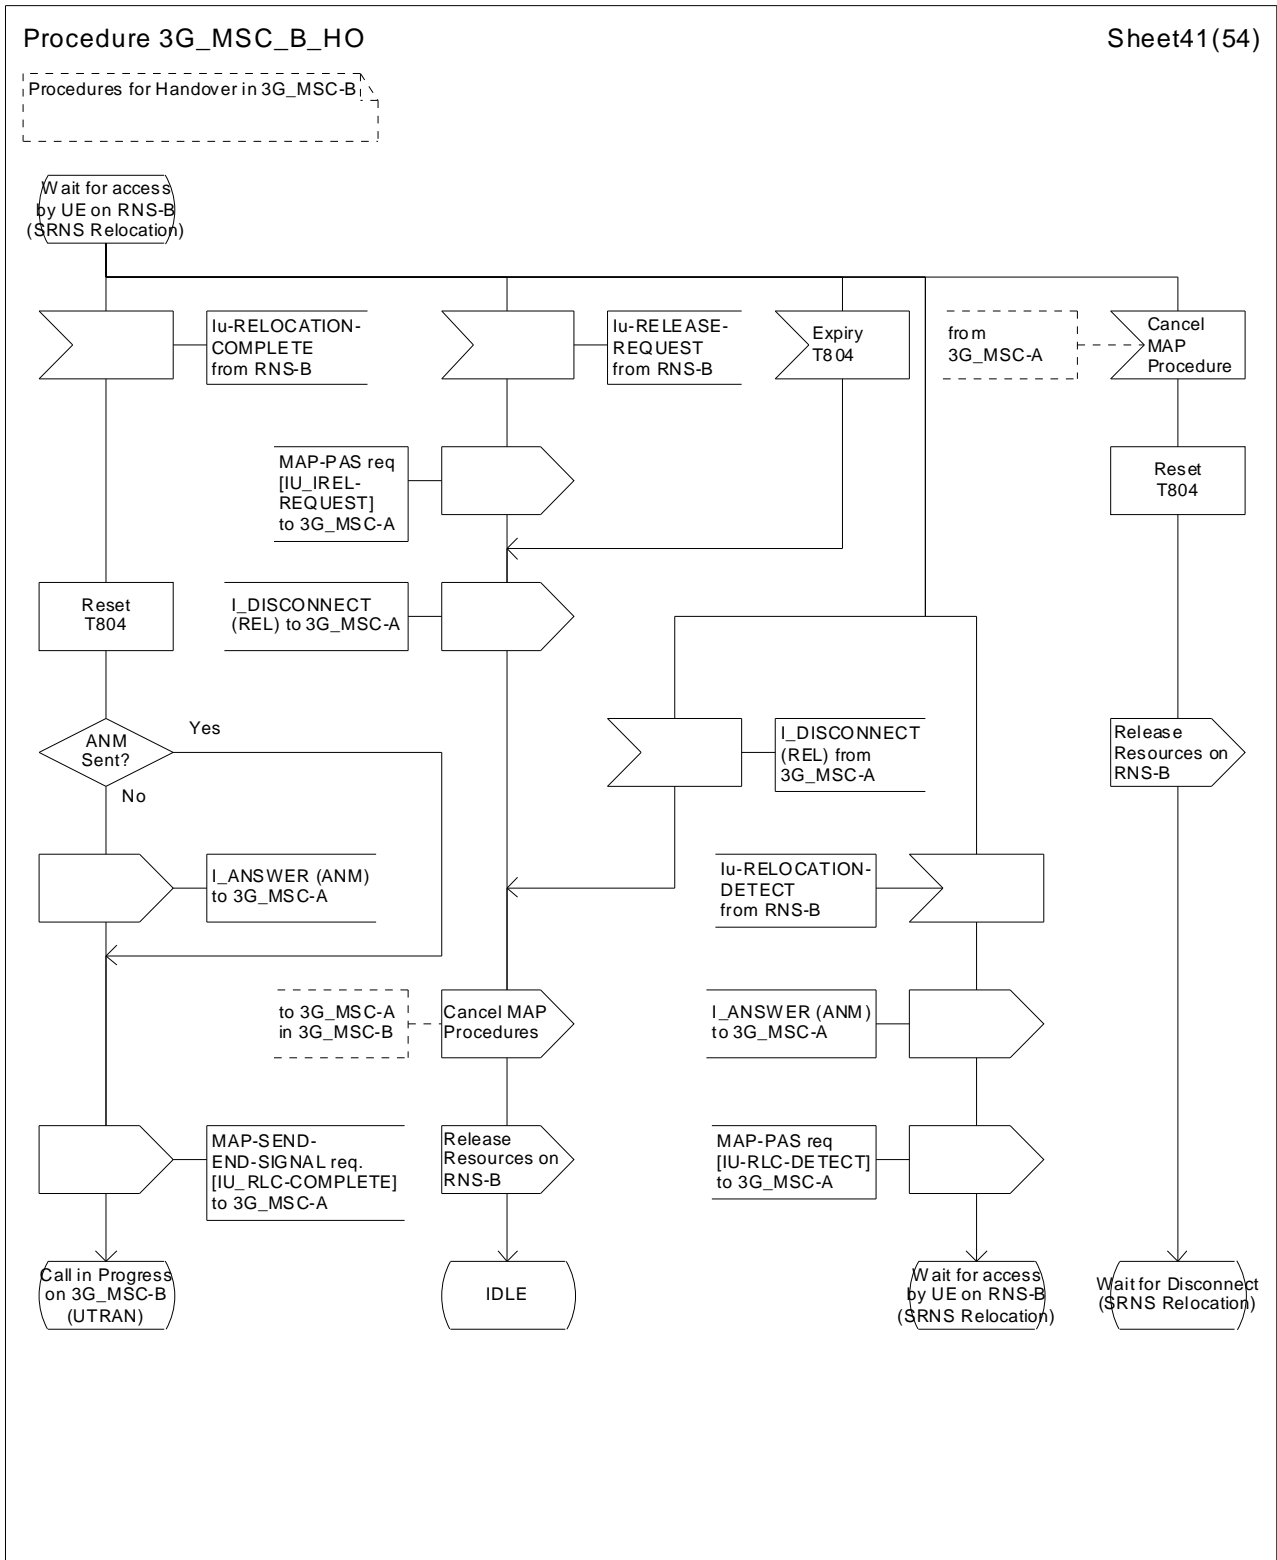 Procedure 3G_MSC_B_HO
Sheet41(54)
Procedures for Handover in 3G_MSC-B
Wait for access
by UE on RNS-B
(SRNS Relocation)
Iu-RELOCATION-
COMPLETE
from RNS-B
Iu-RELEASE-
REQUEST
from RNS-B
Expiry
T804
from
3G_MSC-A
Cancel
MAP
Procedure
MAP-PAS req
[IU_IREL-
REQUEST]
to 3G_MSC-A
Reset
T804
Reset
T804
I_DISCONNECT
(REL) to 3G_MSC-A
ANM
Sent?
Yes
No
I_DISCONNECT
(REL) from
3G_MSC-A
Release
Resources on
RNS-B
I_ANSWER (ANM)
to 3G_MSC-A
Iu-RELOCATION-
DETECT
from RNS-B
to 3G_MSC-A
in 3G_MSC-B
Cancel MAP
Procedures
I_ANSWER (ANM)
to 3G_MSC-A
MAP-SEND-
END-SIGNAL req.
[IU_RLC-COMPLETE]
to 3G_MSC-A
Release
Resources on
RNS-B
MAP-PAS req
[IU-RLC-DETECT]
to 3G_MSC-A
Call in Progress
on 3G_MSC-B
(UTRAN)
IDLE
Wait for access
by UE on RNS-B
(SRNS Relocation)
Wait for Disconnect
(SRNS Relocation)